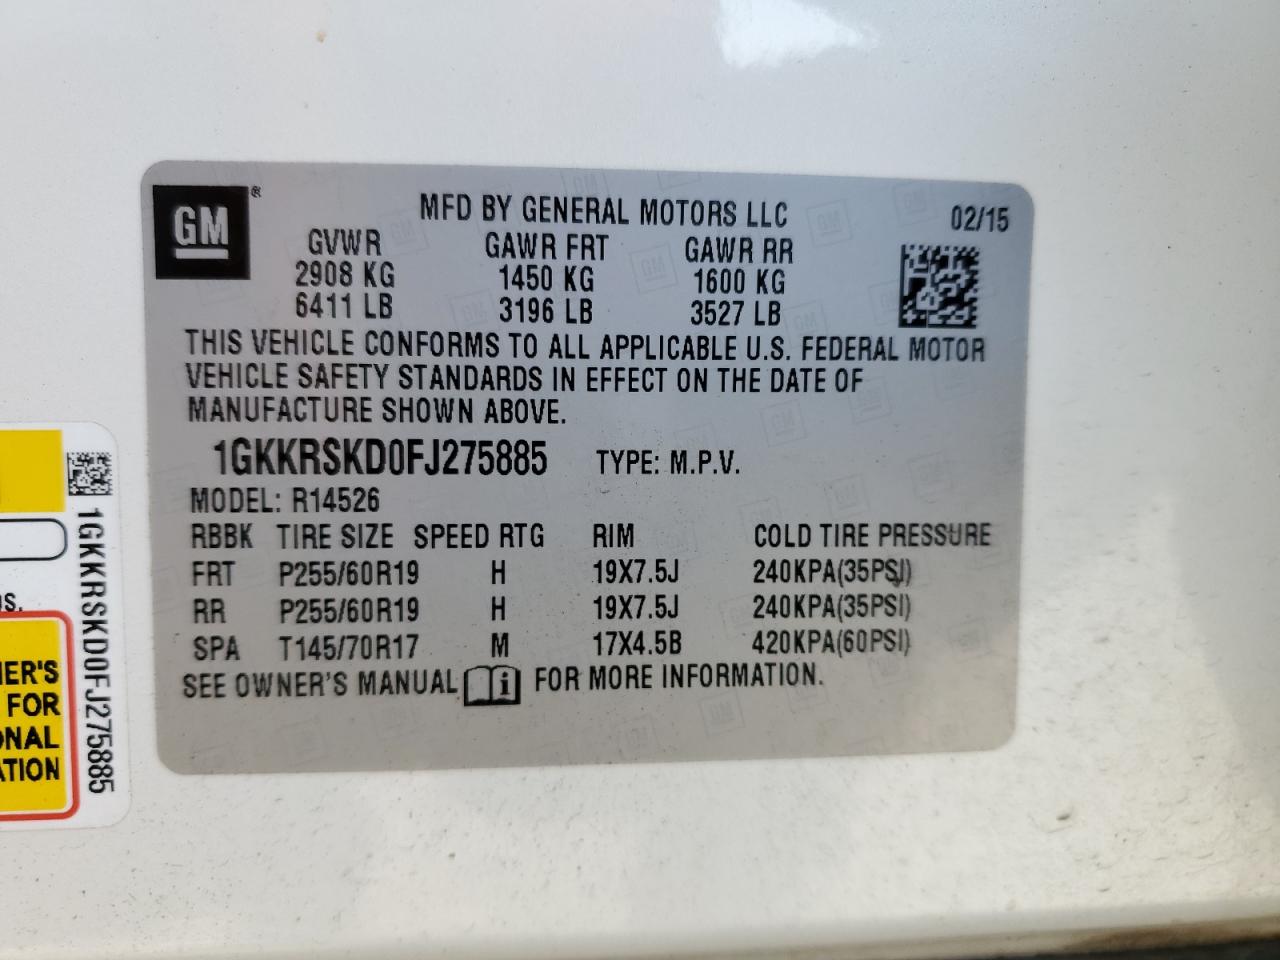 GM ®
MFD BY GENERAL MOTORS LLC 02/15
GVWR GAWR FRT GAWR RR
2908 KG 1450 KG 1600 KG
6411 LB 3196 LB 3527 LB
THIS VEHICLE CONFORMS TO ALL APPLICABLE U.S. FEDERAL MOTOR
VEHICLE SAFETY STANDARDS IN EFFECT ON THE DATE OF
MANUFACTURE SHOWN ABOVE.
1GKKRSKD0FJ275885 TYPE: M.P.V.
MODEL: R14526
RBBK TIRE SIZE SPEED RTG RIM COLD TIRE PRESSURE
FRT P255/60R19 H 19X7.5J 240KPA(35PSI)
RR P255/60R19 H 19X7.5J 240KPA(35PSI)
SPA T145/70R17 M 17X4.5B 420KPA(60PSI)
SEE OWNER'S MANUAL i FOR MORE INFORMATION.
1GKKRSKD0FJ275885
FOR